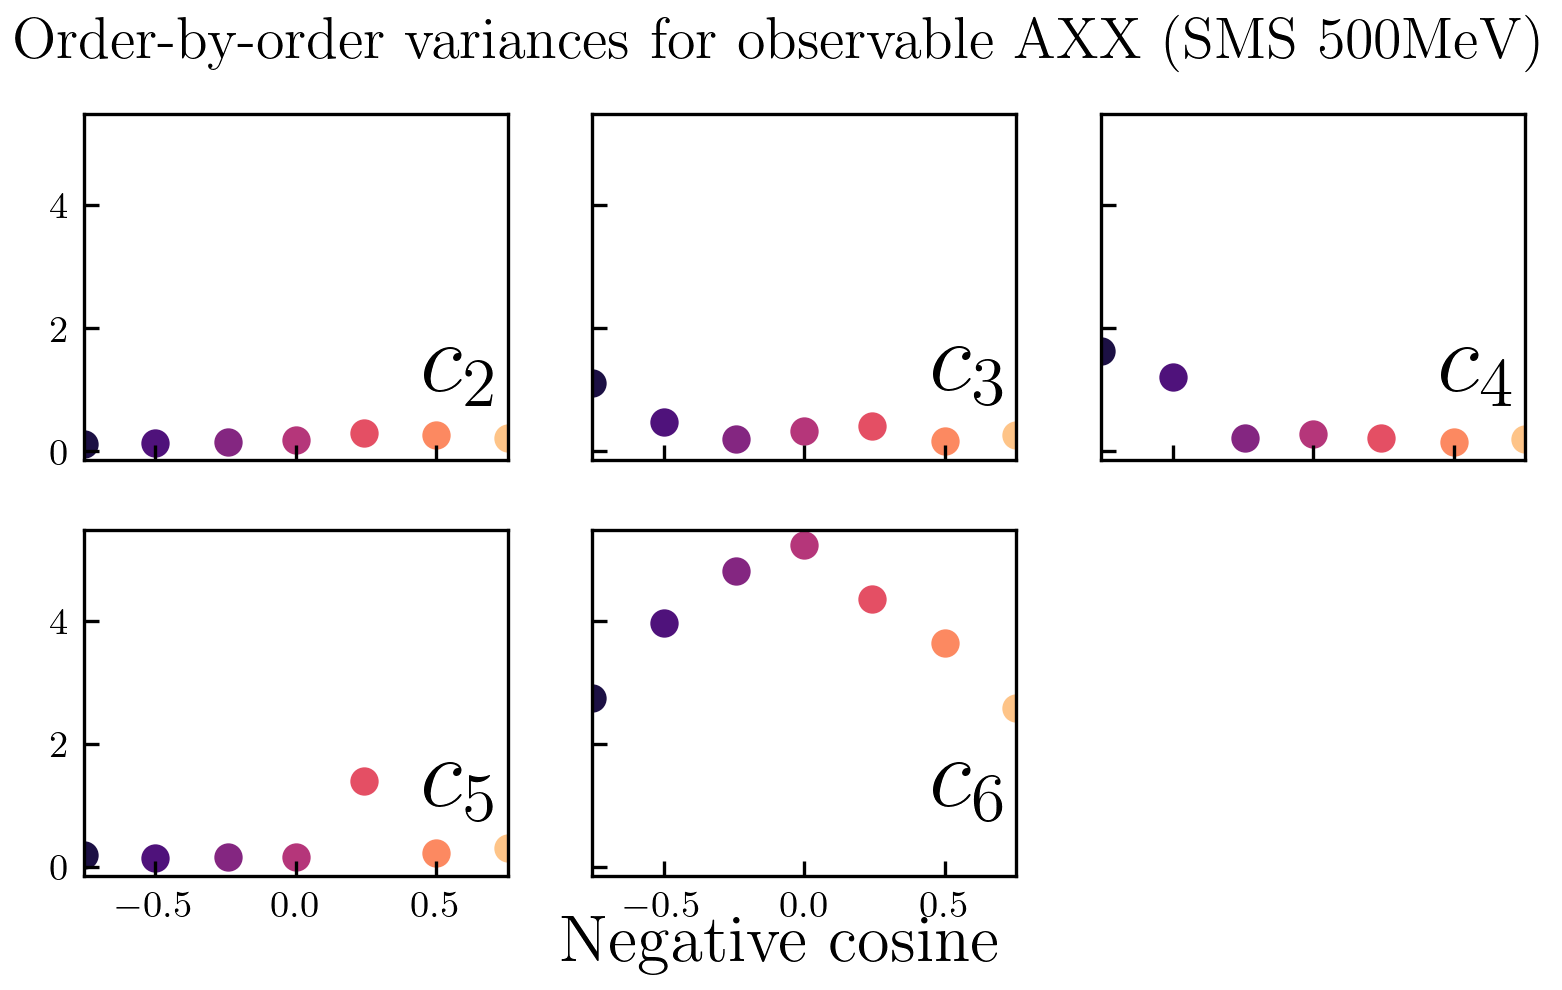 Order-by-order variances for observable AXX (SMS 500MeV)
4
2
0
c₂
c₃
c₄
4
2
0
c₅
c₆
−0.5 0.0 0.5
−0.5 0.0 0.5
Negative cosine